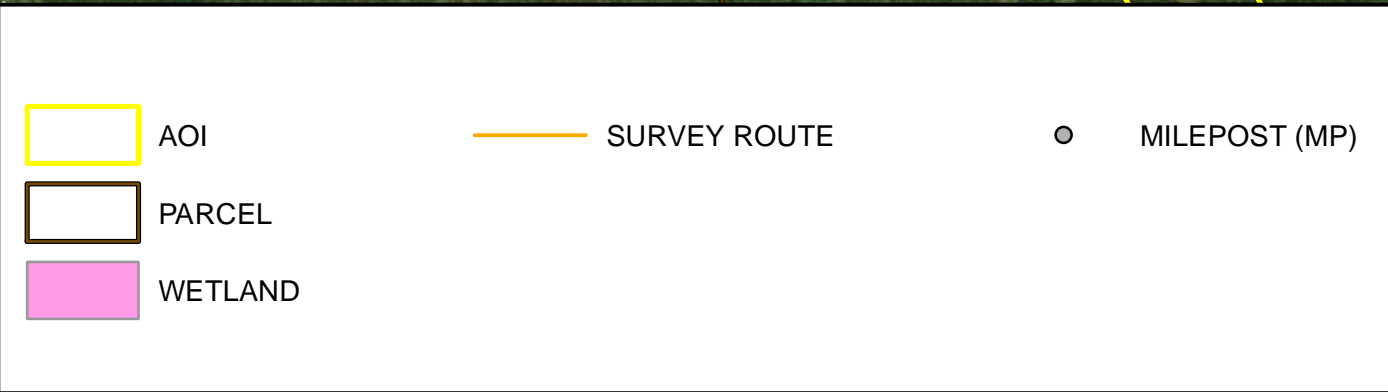 AOI
SURVEY ROUTE
MILEPOST (MP)
PARCEL
WETLAND